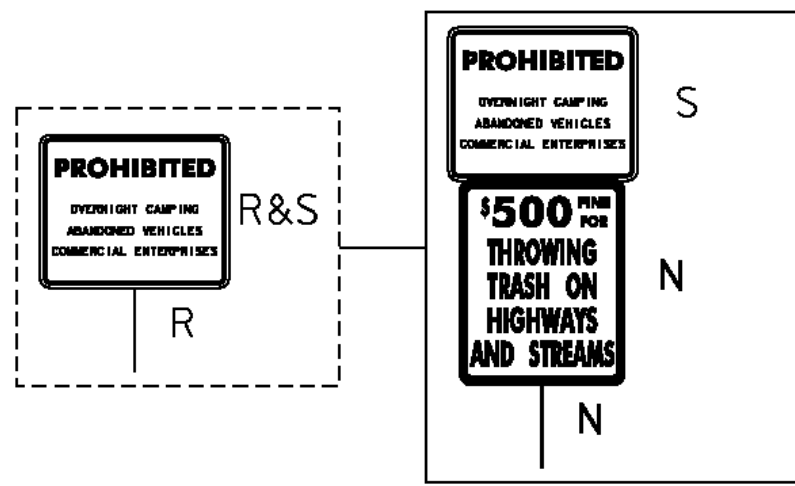 PROHIBITED
OVERNIGHT CAMPING
ABANDONED VEHICLES
COMMERCIAL ENTERPRISES
R&S
R
PROHIBITED
OVERNIGHT CAMPING
ABANDONED VEHICLES
COMMERCIAL ENTERPRISES
S
$500 FINE FOR
THROWING
TRASH ON
HIGHWAYS
AND STREAMS
N
N